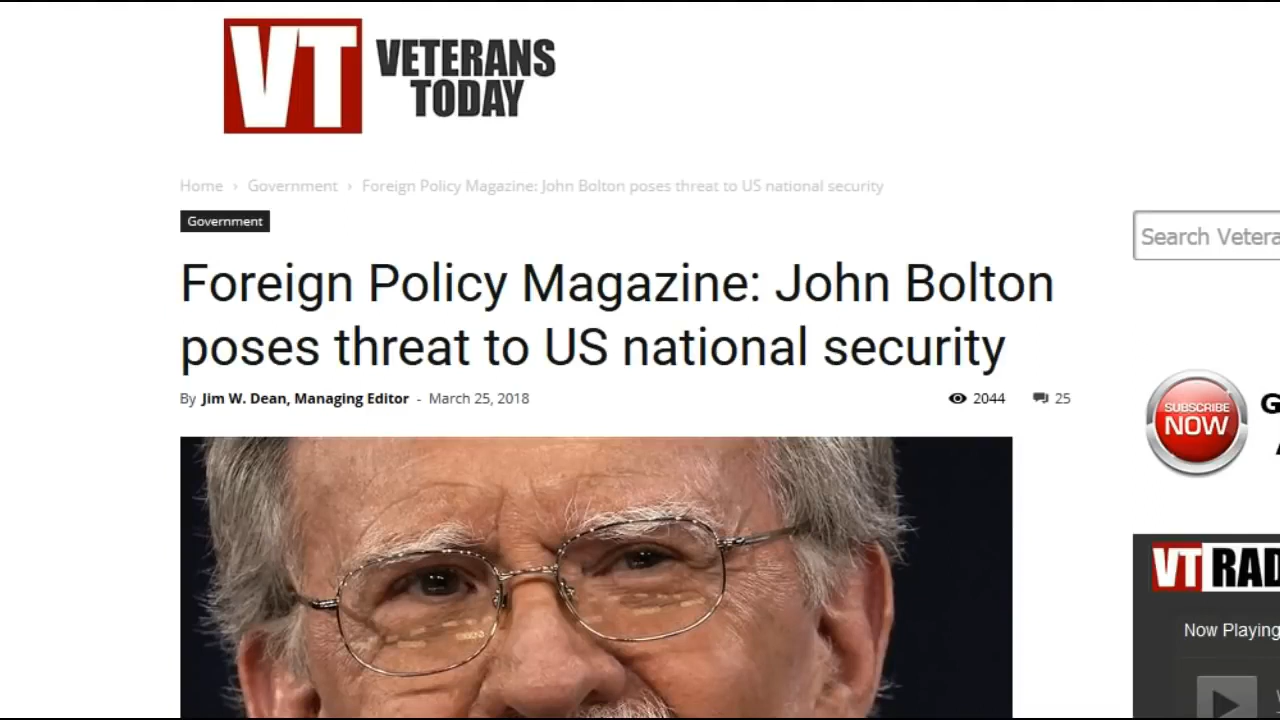 VT VETERANS
TODAY
Home › Government › Foreign Policy Magazine: John Bolton poses threat to US national security
Government
Search Vetera
Foreign Policy Magazine: John Bolton
poses threat to US national security
By Jim W. Dean, Managing Editor - March 25, 2018
2044 25
SUBSCRIBE
NOW
G
VT RAD
Now Playing